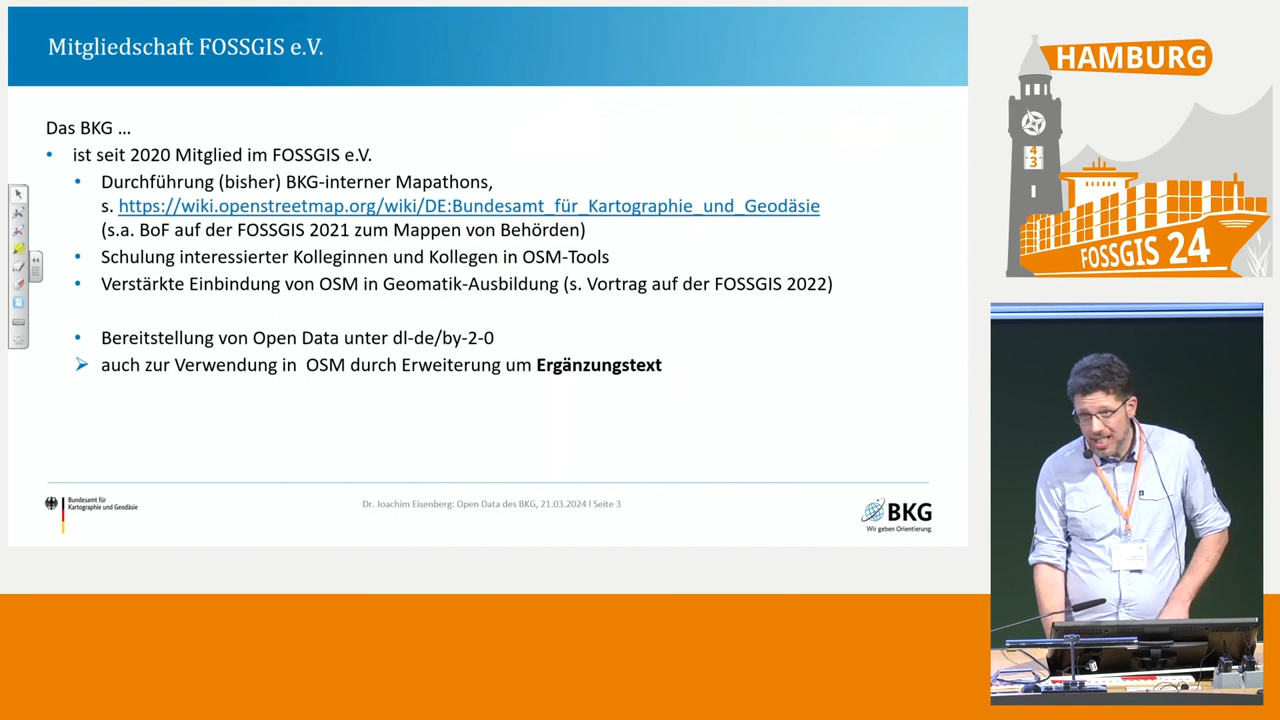 Mitgliedschaft FOSSGIS e.V.
Das BKG ...
• ist seit 2020 Mitglied im FOSSGIS e.V.
• Durchführung (bisher) BKG-interner Mapathons,
s. https://wiki.openstreetmap.org/wiki/DE:Bundesamt_für_Kartographie_und_Geodäsie
(s.a. BoF auf der FOSSGIS 2021 zum Mappen von Behörden)
• Schulung interessierter Kolleginnen und Kollegen in OSM-Tools
• Verstärkte Einbindung von OSM in Geomatik-Ausbildung (s. Vortrag auf der FOSSGIS 2022)
• Bereitstellung von Open Data unter dl-de/by-2-0
➢ auch zur Verwendung in OSM durch Erweiterung um Ergänzungstext
Bundesamt für
Kartographie und Geodäsie
Dr. Joachim Eisenberg: Open Data des BKG, 21.03.2024 | Seite 3
BKG
Wir geben Orientierung.
HAMBURG
4
3
FOSSGIS 24